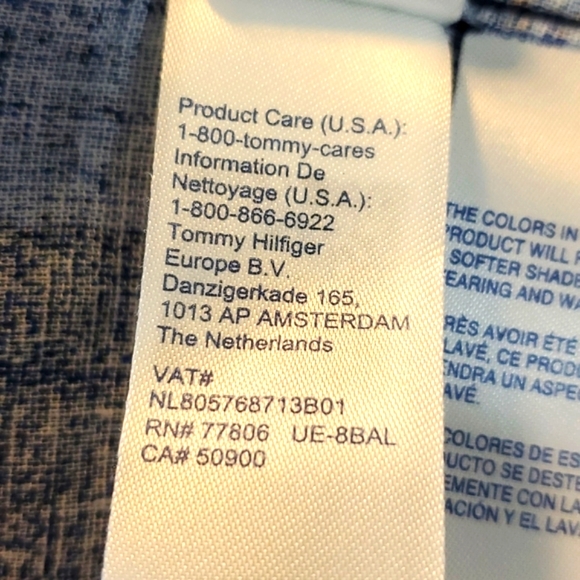 Product Care (U.S.A.):
1-800-tommy-cares
Information De
Nettoyage (U.S.A.):
1-800-866-6922
Tommy Hilfiger
Europe B.V.
Danzigerkade 165,
1013 AP AMSTERDAM
The Netherlands
VAT#
NL805768713B01
RN# 77806 UE-8BAL
CA# 50900
THE COLORS IN
PRODUCT WILL
SOFTER SHADE
EARING AND WA
RÈS AVOIR ÉTÉ
LAVÉ, CE PROD
ENDRA UN ASPE
AVÉ.
COLORES DE ES
UCTO SE DESTE
EMENTE CON LA
ACIÓN Y EL LAV